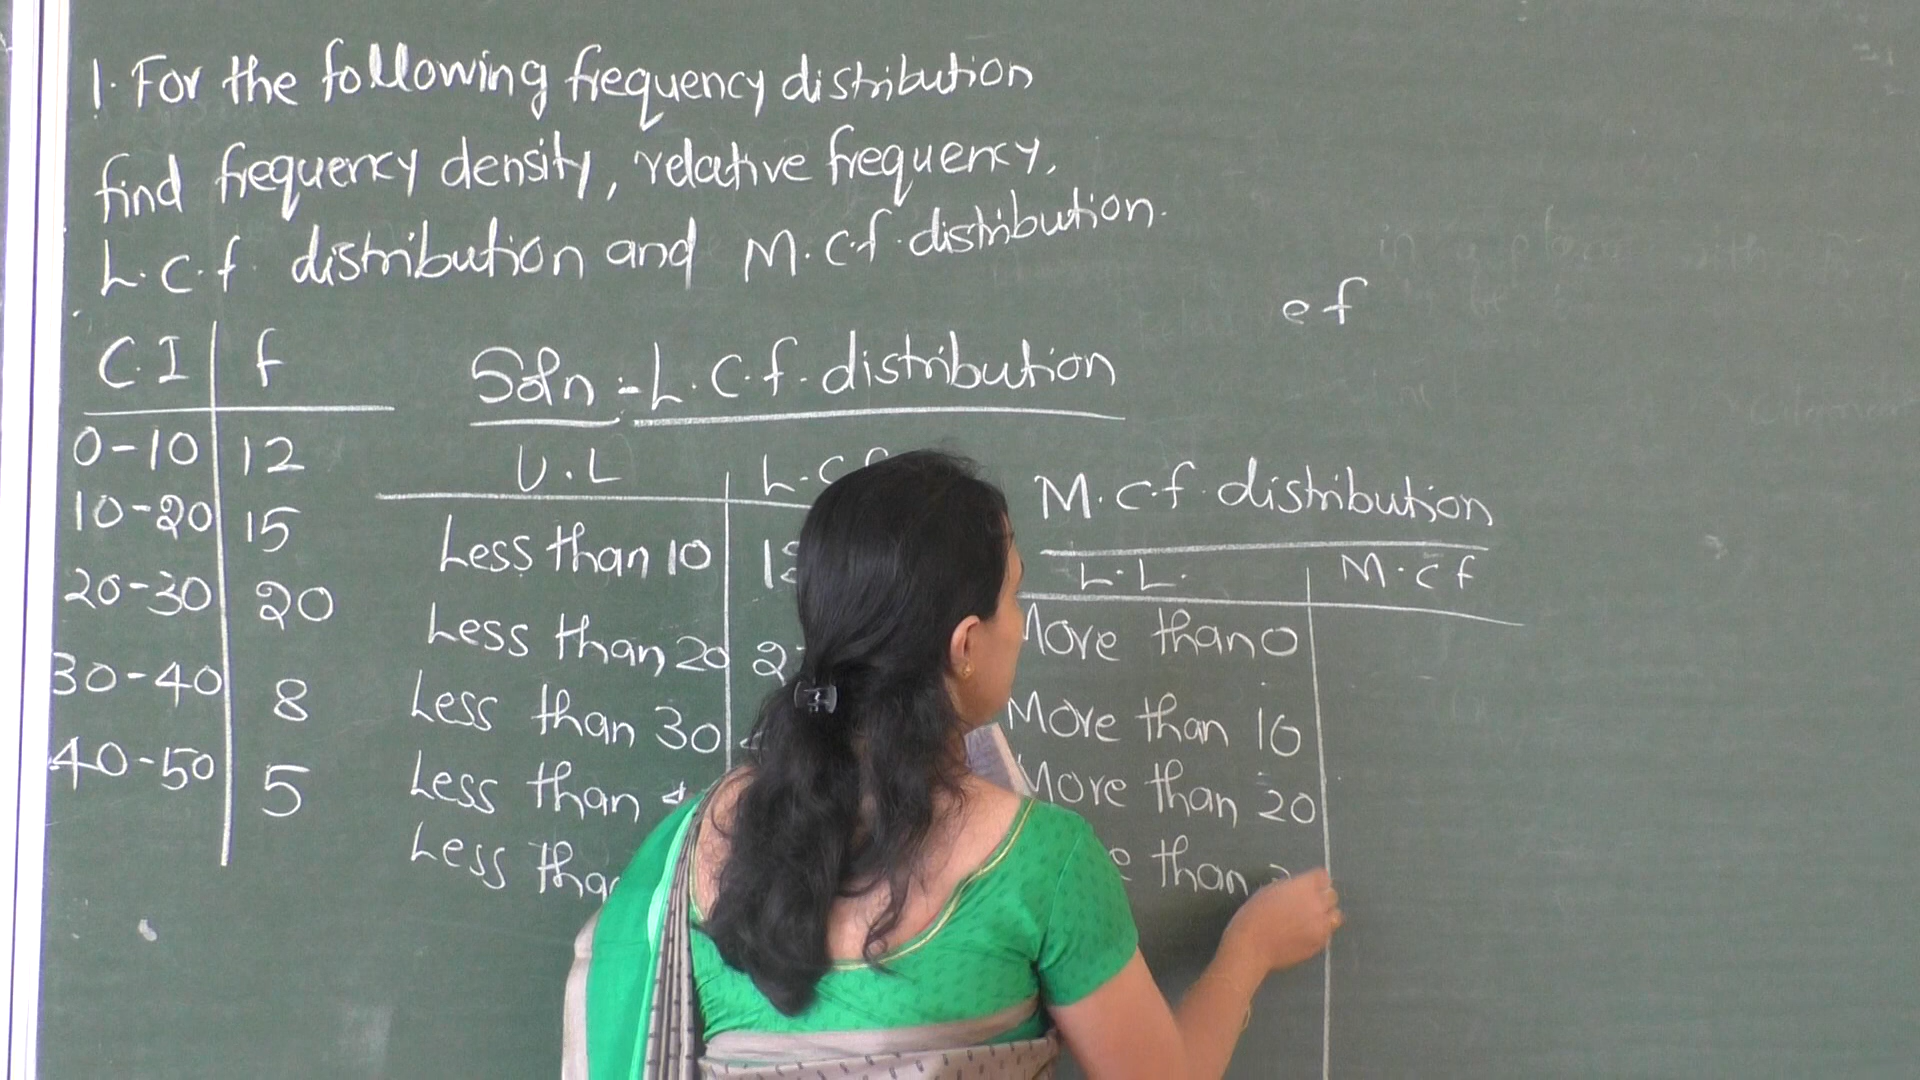 1. For the following frequency distribution
find frequency density, relative frequency,
L.c.f. distribution and M.c.f. distribution.
C.I f
0-10 12
10-20 15
20-30 20
30-40 8
40-50 5
ef
Soln :- L.C.f. distribution
U.L
Less than 10
Less than 20
Less than 30
Less than
Less
M.c.f. distribution
L.L. M.cf
More than 0
More than 10
More than 20
than